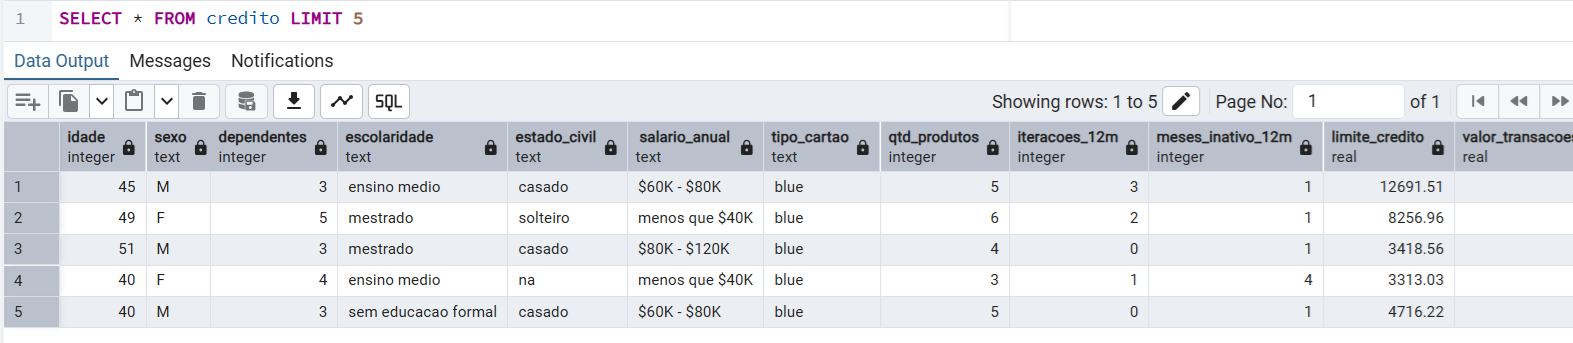 1 SELECT * FROM credito LIMIT 5
Data Output Messages Notifications
SQL Showing rows: 1 to 5 Page No: 1 of 1
idade sexo dependentes escolaridade estado_civil salario_anual tipo_cartao qtd_produtos iteracoes_12m meses_inativo_12m limite_credito valor_transacoes
integer text integer text text text text integer integer integer real real
1 45 M 3 ensino medio casado $60K - $80K blue 5 3 1 12691.51
2 49 F 5 mestrado solteiro menos que $40K blue 6 2 1 8256.96
3 51 M 3 mestrado casado $80K - $120K blue 4 0 1 3418.56
4 40 F 4 ensino medio na menos que $40K blue 3 1 4 3313.03
5 40 M 3 sem educacao formal casado $60K - $80K blue 5 0 1 4716.22